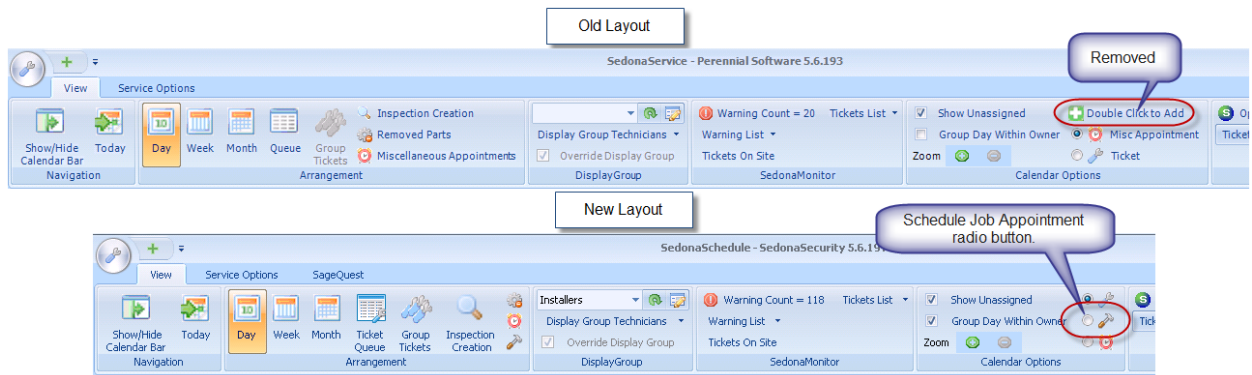 Old Layout
SedonaService - Perennial Software 5.6.193
Removed
View Service Options
Show/Hide Calendar Bar
Today
Navigation
10
Day
Week
Month
Queue
Group Tickets
Inspection Creation
Removed Parts
Miscellaneous Appointments
Arrangement
Display Group Technicians
Override Display Group
DisplayGroup
Warning Count = 20 Tickets List
Warning List
Tickets On Site
SedonaMonitor
Show Unassigned
Double Click to Add
Group Day Within Owner
Misc Appointment
Zoom
Ticket
Calendar Options
S
Ticket
New Layout
Schedule Job Appointment
radio button.
SedonaSchedule - SedonaSecurity 5.6.19
View Service Options SageQuest
Show/Hide Calendar Bar
Today
Navigation
10
Day
Week
Month
Ticket Queue
Group Tickets
Inspection Creation
Arrangement
Installers
Display Group Technicians
Override Display Group
DisplayGroup
Warning Count = 118 Tickets List
Warning List
Tickets On Site
SedonaMonitor
Show Unassigned
Group Day Within Owner
Zoom
Calendar Options
S